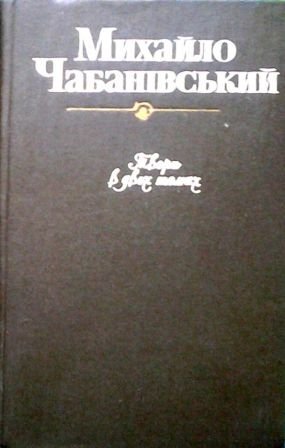 Михайло
Чабанівський
Твори
в двох томах